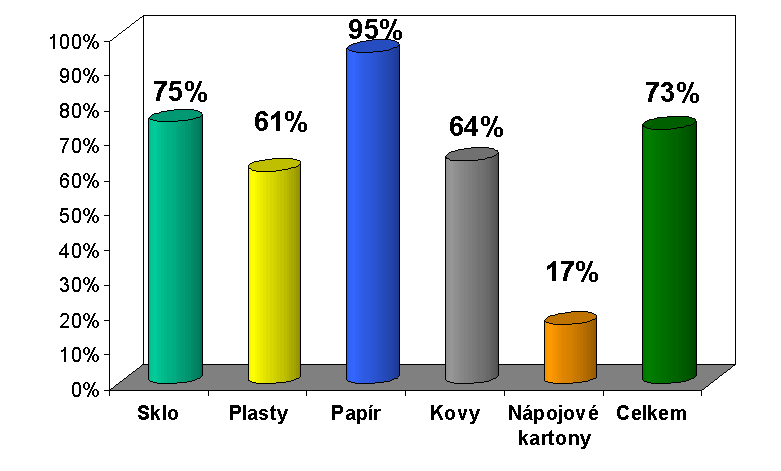 100%
90%
80%
70%
60%
50%
40%
30%
20%
10%
0%
75%
61%
95%
64%
17%
73%
Sklo
Plasty
Papír
Kovy
Nápojové
kartony
Celkem